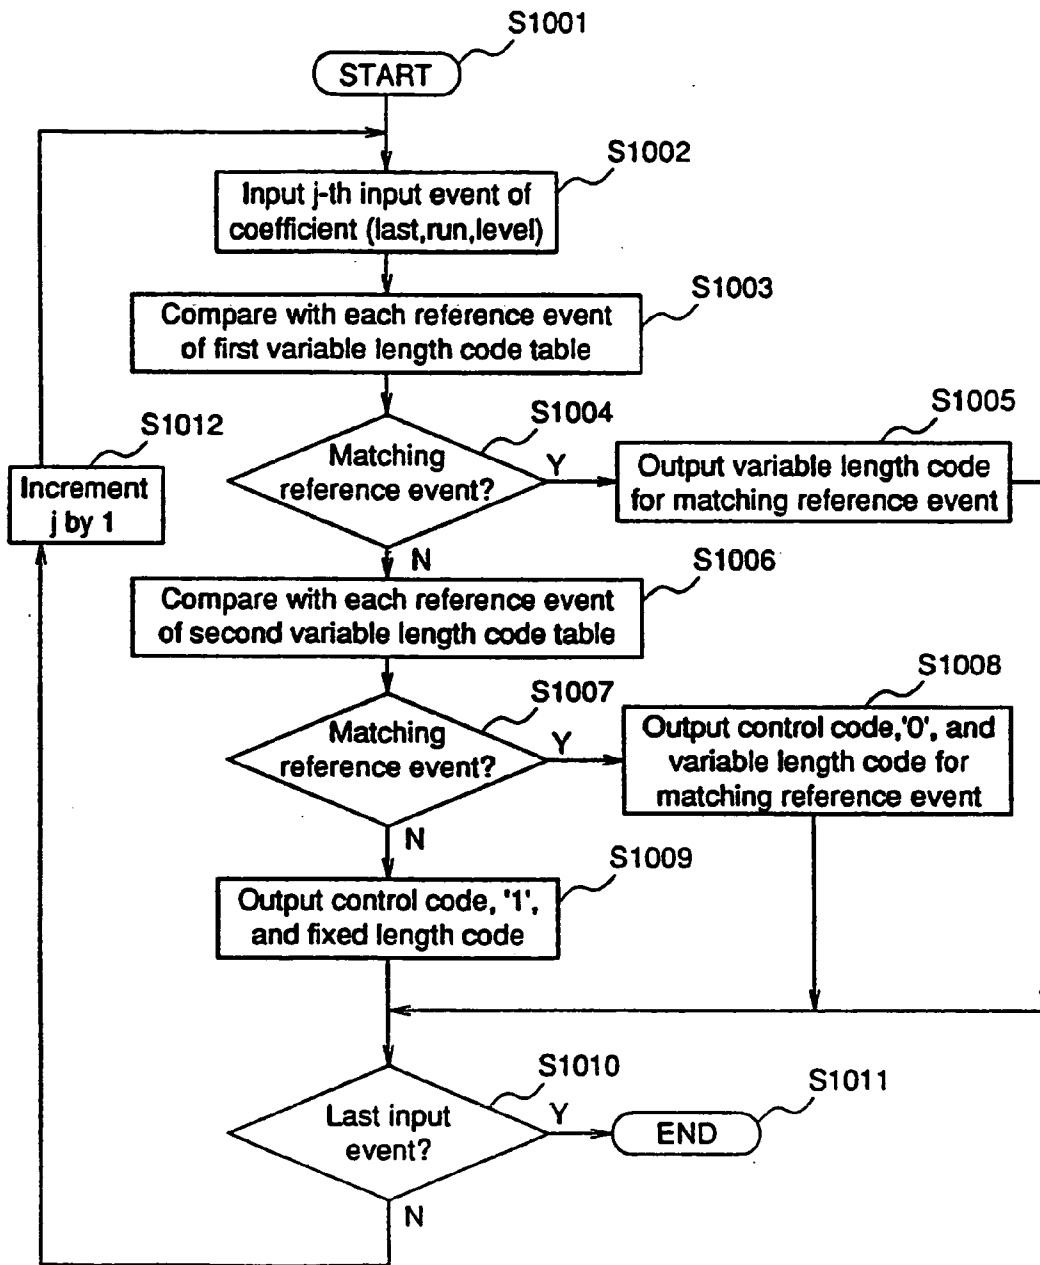 S1001
START
S1002
Input j-th input event of
coefficient (last,run,level)
S1003
Compare with each reference event
of first variable length code table
S1004
Matching
reference event?
Y
N
S1005
Output variable length code
for matching reference event
S1012
Increment
j by 1
S1006
Compare with each reference event
of second variable length code table
S1007
Matching
reference event?
Y
N
S1008
Output control code,'0', and
variable length code for
matching reference event
S1009
Output control code, '1',
and fixed length code
S1010
Last input
event?
Y
N
S1011
END